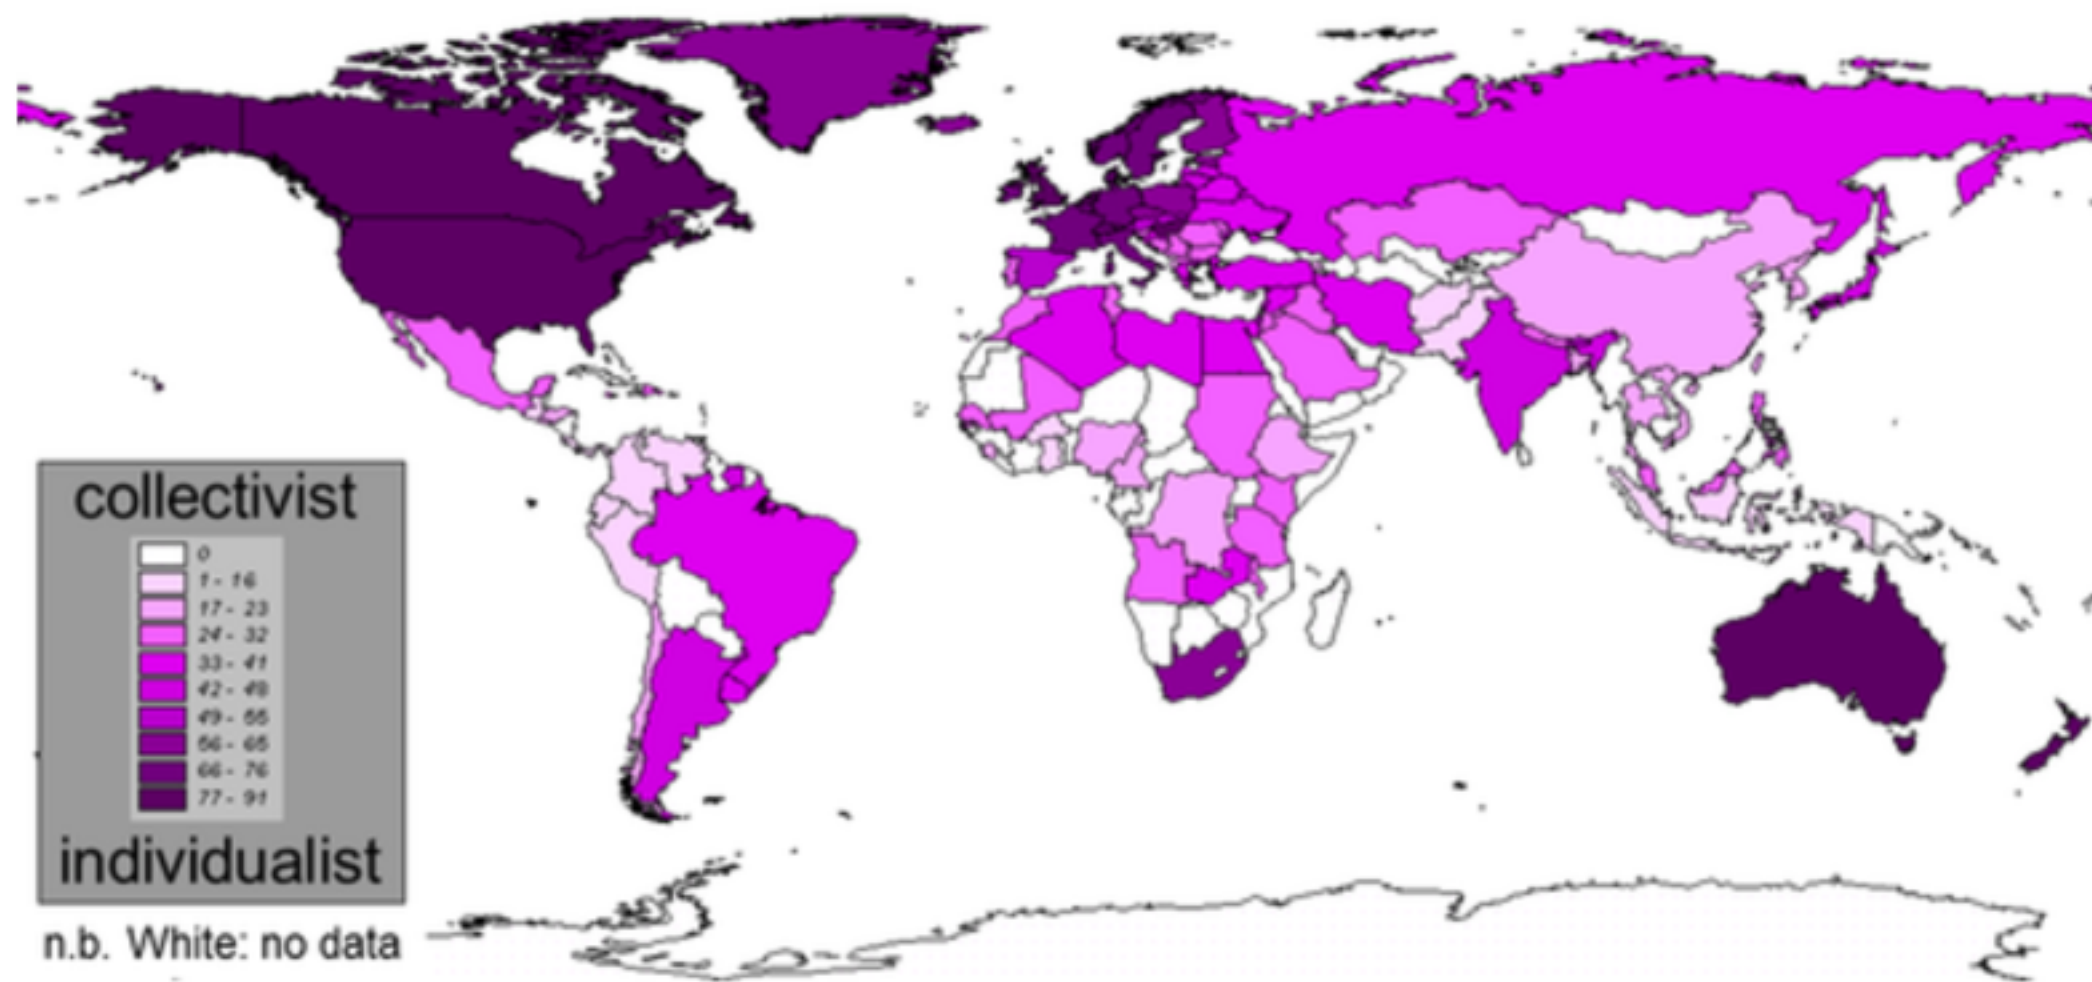 collectivist
0
1 - 16
17 - 23
24 - 32
33 - 41
42 - 48
49 - 55
56 - 65
66 - 76
77 - 91
individualist
n.b. White: no data